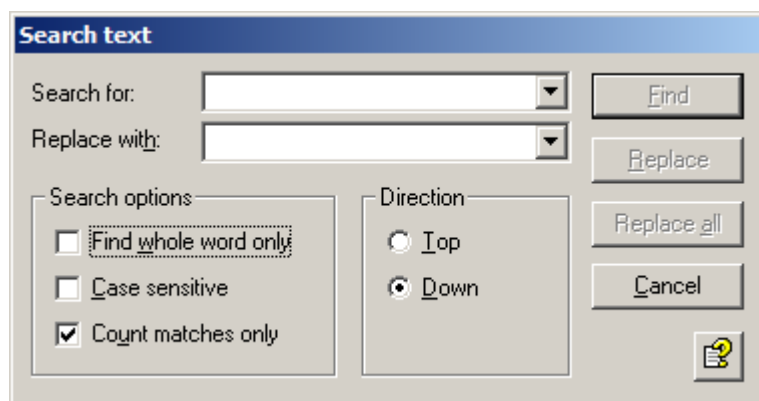 Search text
Search for:
Find
Replace with:
Replace
Search options
Direction
Find whole word only
Top
Replace all
Case sensitive
Down
Cancel
Count matches only